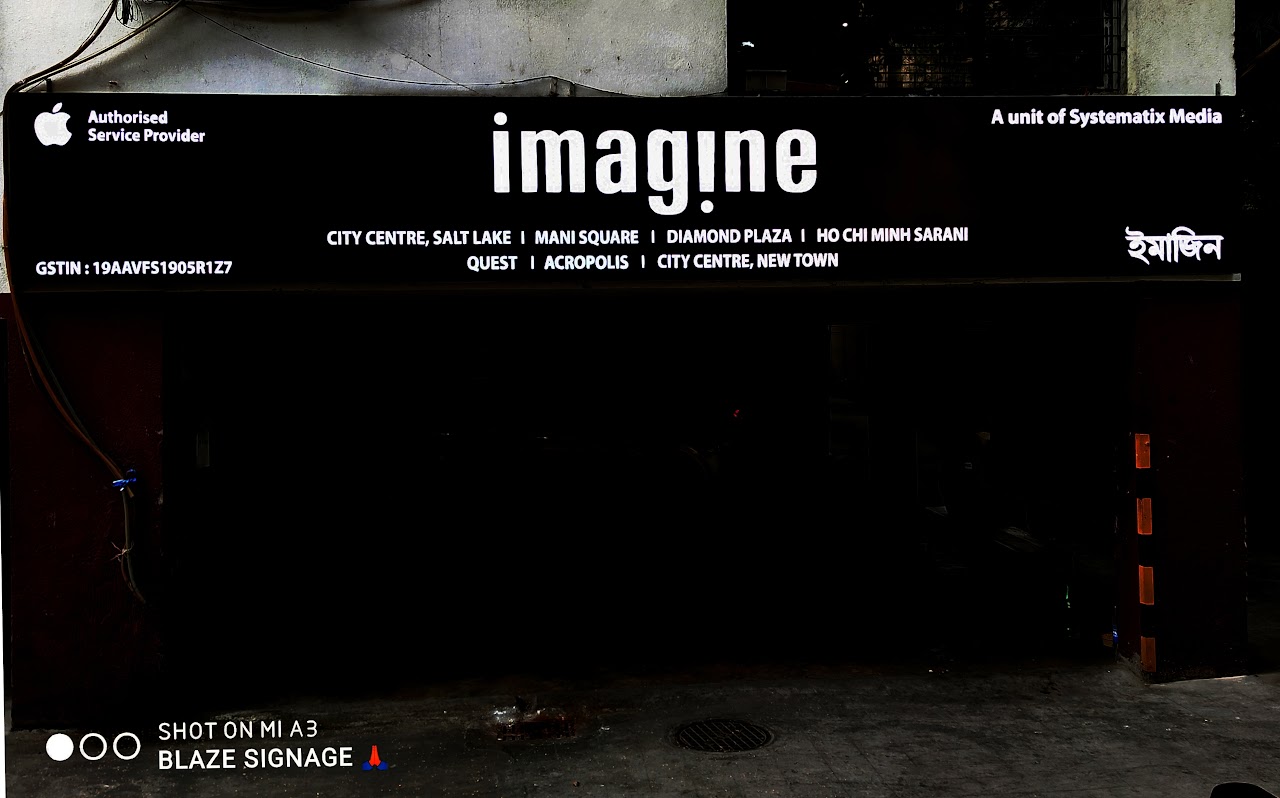 Authorised
Service Provider
imagine
A unit of Systematix Media
CITY CENTRE, SALT LAKE | MANI SQUARE | DIAMOND PLAZA | HO CHI MINH SARANI
QUEST | ACROPOLIS | CITY CENTRE, NEW TOWN
GSTIN : 19AAVFS1905R1Z7
ইমাজিন
SHOT ON MI A3
BLAZE SIGNAGE 🙏